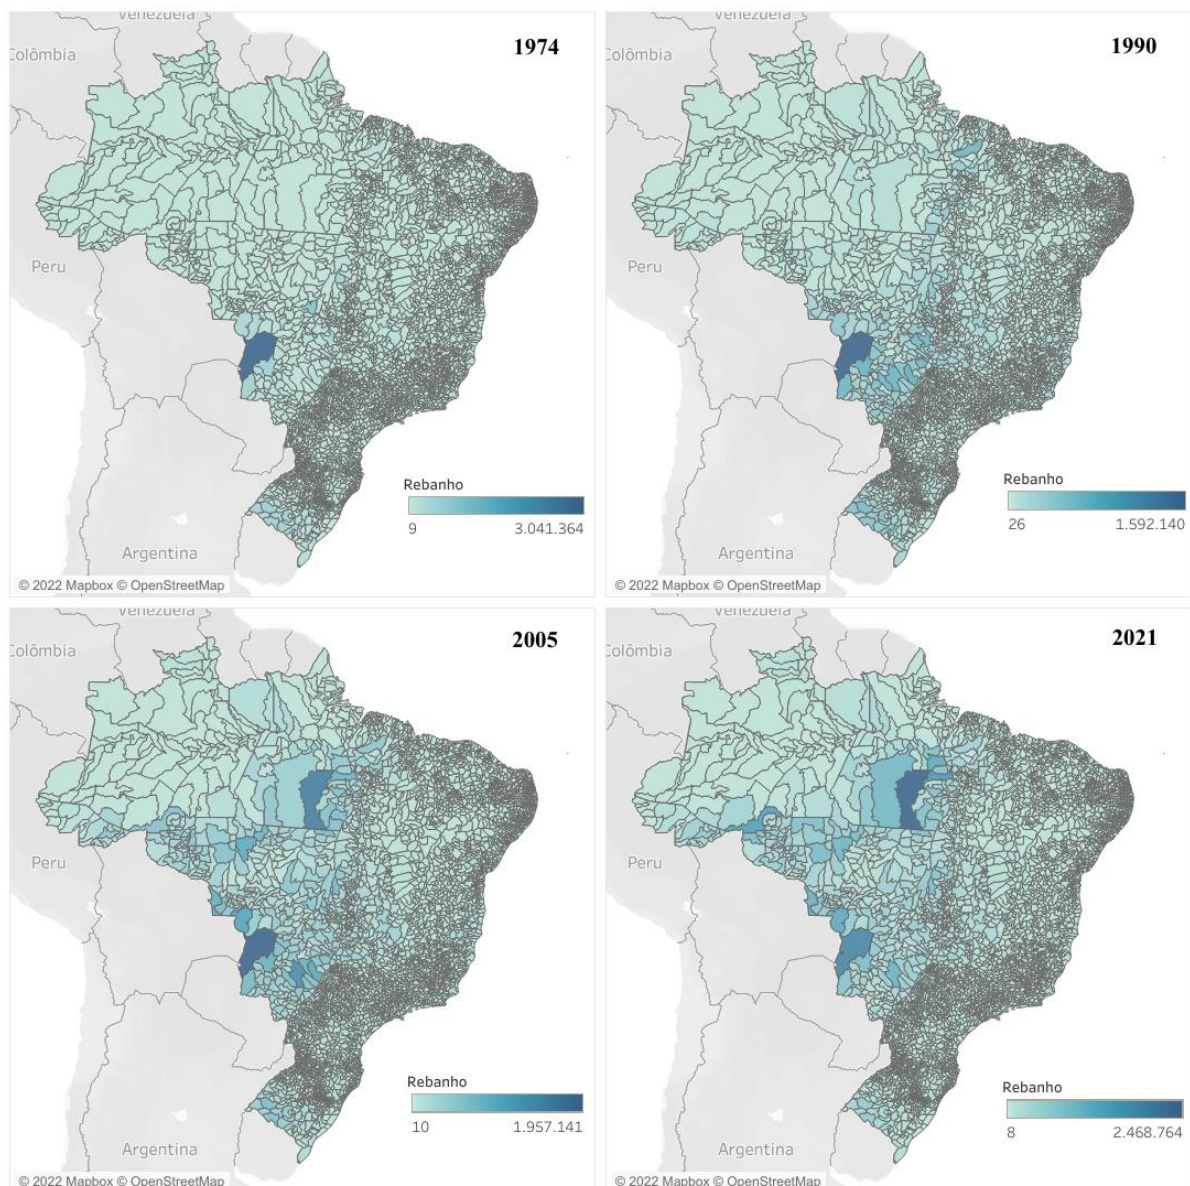 Venezuela
1974
Colômbia
Peru
Rebanho
9 3.041.364
Argentina
© 2022 Mapbox © OpenStreetMap
Venezuela
1990
Colômbia
Peru
Rebanho
26 1.592.140
Argentina
© 2022 Mapbox © OpenStreetMap
Venezuela
2005
Colômbia
Peru
Rebanho
10 1.957.141
Argentina
© 2022 Mapbox © OpenStreetMap
Venezuela
2021
Colômbia
Peru
Rebanho
8 2.468.764
Argentina
© 2022 Mapbox © OpenStreetMap